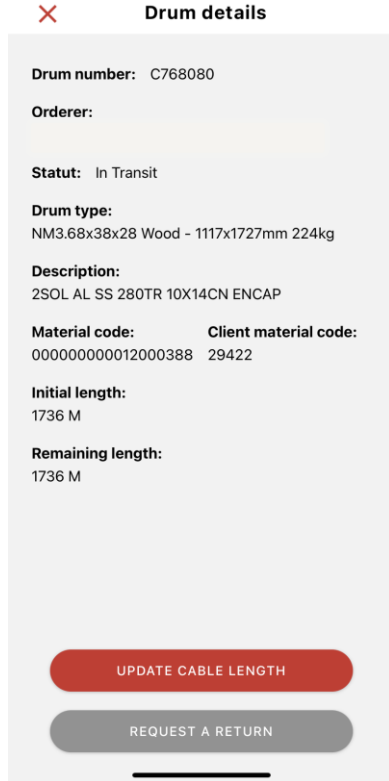 Drum details
Drum number: C768080
Orderer:
Statut: In Transit
Drum type:
NM3.68x38x28 Wood - 1117x1727mm 224kg
Description:
2SOL AL SS 280TR 10X14CN ENCAP
Material code: Client material code:
000000000012000388 29422
Initial length:
1736 M
Remaining length:
1736 M
UPDATE CABLE LENGTH
REQUEST A RETURN